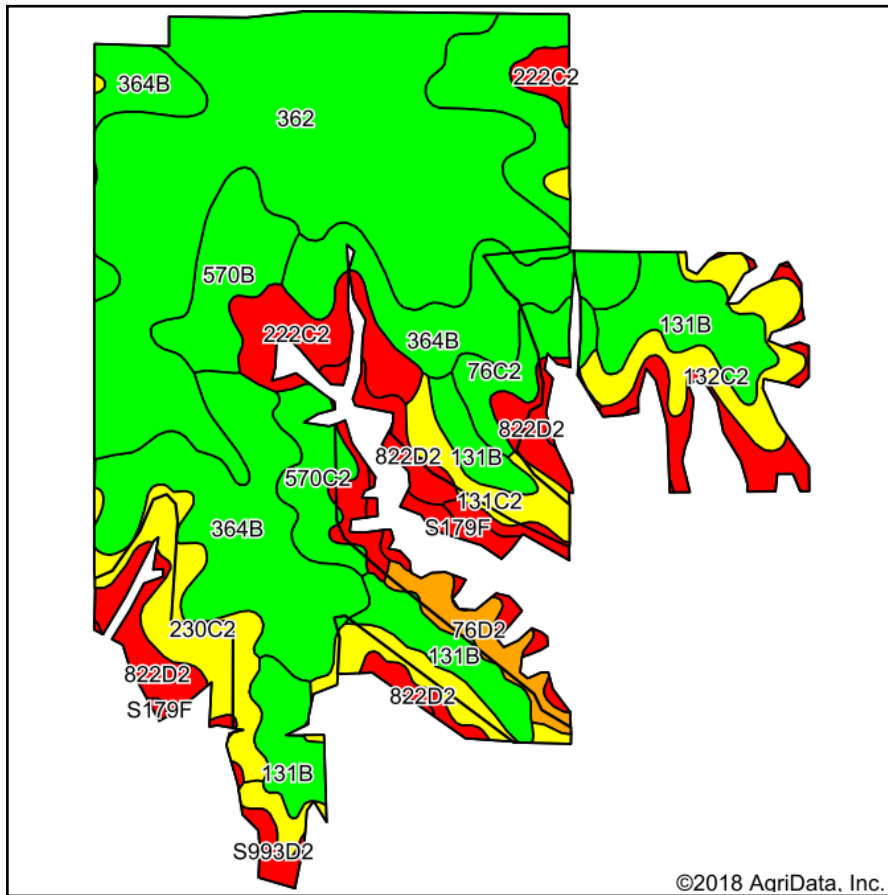 364B
222C2
362
570B
222C2
364B
131B
76C2
132C2
822D2
822D2
131B
570C2
131C2
S179F
364B
230C2
76D2
131B
822D2
822D2
S179F
131B
S993D2
©2018 AgriData, Inc.